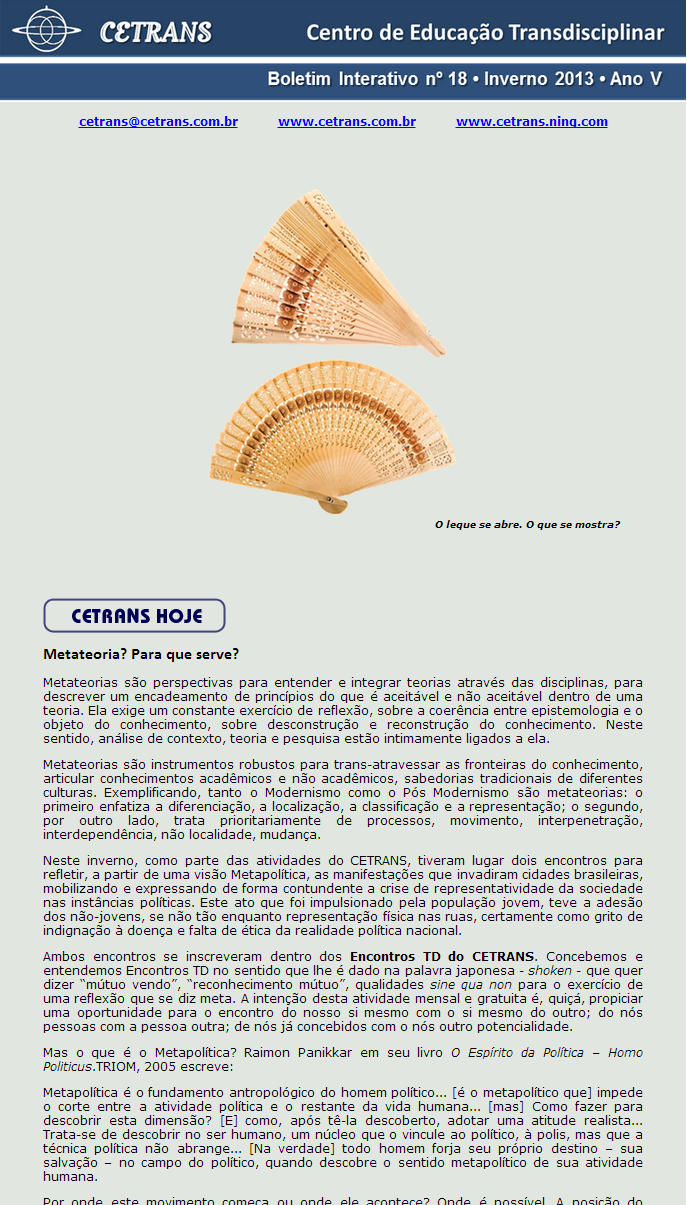 CETRANS
Centro de Educação Transdisciplinar
Boletim Interativo nº 18 • Inverno 2013 • Ano V
cetrans@cetrans.com.br www.cetrans.com.br www.cetrans.ning.com
O leque se abre. O que se mostra?
CETRANS HOJE
Metateoria? Para que serve?
Metateorias são perspectivas para entender e integrar teorias através das disciplinas, para
descrever um encadeamento de princípios do que é aceitável e não aceitável dentro de uma
teoria. Ela exige um constante exercício de reflexão, sobre a coerência entre epistemologia e o
objeto do conhecimento, sobre desconstrução e reconstrução do conhecimento. Neste
sentido, análise de contexto, teoria e pesquisa estão intimamente ligados a ela.
Metateorias são instrumentos robustos para trans-atravessar as fronteiras do conhecimento,
articular conhecimentos acadêmicos e não acadêmicos, sabedorias tradicionais de diferentes
culturas. Exemplificando, tanto o Modernismo como o Pós Modernismo são metateorias: o
primeiro enfatiza a diferenciação, a localização, a classificação e a representação; o segundo,
por outro lado, trata prioritariamente de processos, movimento, interpenetração,
interdependência, não localidade, mudança.
Neste inverno, como parte das atividades do CETRANS, tiveram lugar dois encontros para
refletir, a partir de uma visão Metapolítica, as manifestações que invadiram cidades brasileiras,
mobilizando e expressando de forma contundente a crise de representatividade da sociedade
nas instâncias políticas. Este ato que foi impulsionado pela população jovem, teve a adesão
dos não-jovens, se não tão enquanto representação física nas ruas, certamente como grito de
indignação à doença e falta de ética da realidade política nacional.
Ambos encontros se inscreveram dentro dos Encontros TD do CETRANS. Concebemos e
entendemos Encontros TD no sentido que lhe é dado na palavra japonesa - shoken - que quer
dizer “mútuo vendo”, “reconhecimento mútuo”, qualidades sine qua non para o exercício de
uma reflexão que se diz meta. A intenção desta atividade mensal e gratuita é, quiçá, propiciar
uma oportunidade para o encontro do nosso si mesmo com o si mesmo do outro; do nós
pessoas com a pessoa outra; de nós já concebidos com o nós outro potencialidade.
Mas o que é o Metapolítica? Raimon Panikkar em seu livro O Espírito da Política – Homo
Politicus.TRIOM, 2005 escreve:
Metapolítica é o fundamento antropológico do homem político... [é o metapolítico que] impede
o corte entre a atividade política e o restante da vida humana... [mas] Como fazer para
descobrir esta dimensão? [E] como, após tê-la descoberto, adotar uma atitude realista...
Trata-se de descobrir no ser humano, um núcleo que o vincule ao político, à polis, mas que a
técnica política não abrange... [Na verdade] todo homem forja seu próprio destino – sua
salvação – no campo do político, quando descobre o sentido metapolítico de sua atividade
humana.
Por onde este movimento começa ou onde ele acontece? Onde é possível. A posição do